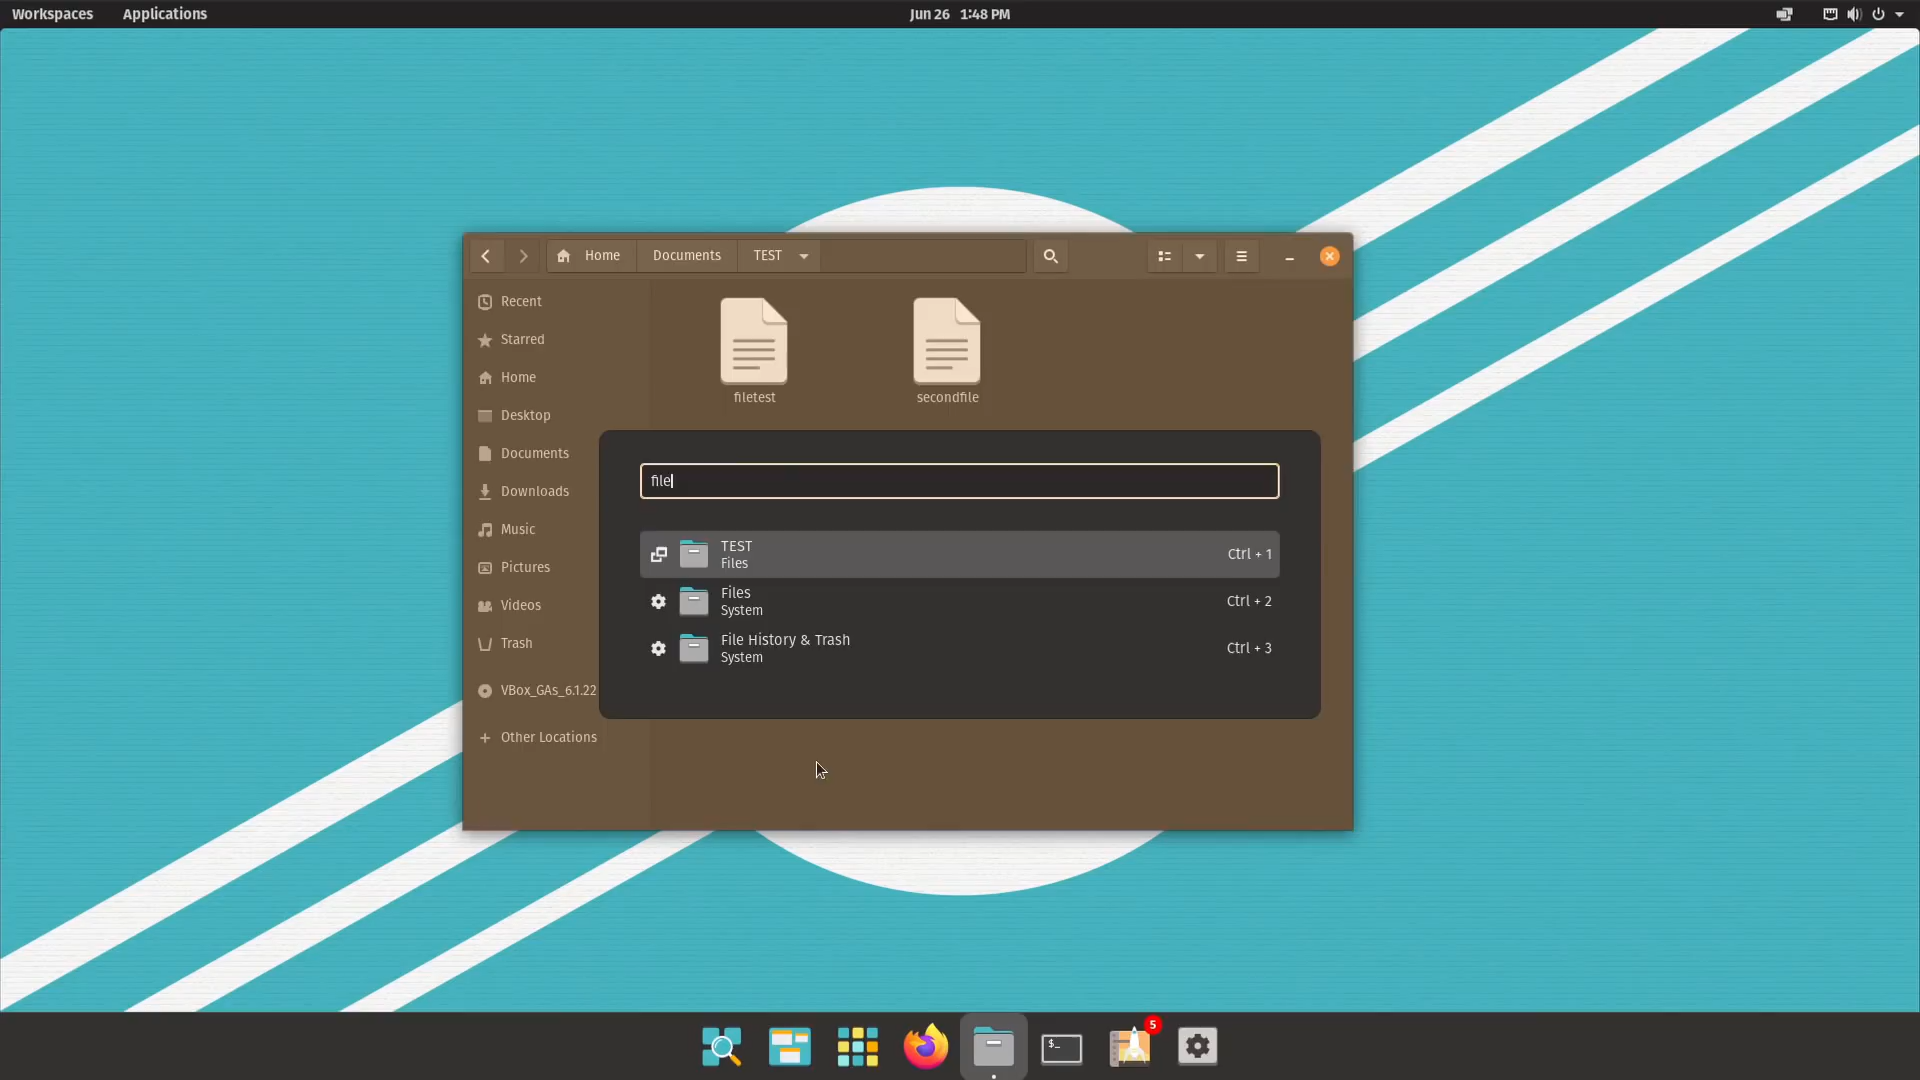 Workspaces Applications Jun 26 1:48 PM
Home Documents TEST
Recent
Starred
Home
Desktop
Documents
Downloads
Music
Pictures
Videos
Trash
VBox_GAs_6.1.22
Other Locations
filetest secondfile
file
TEST
Files
Ctrl + 1
Files
System
Ctrl + 2
File History & Trash
System
Ctrl + 3
$_
5